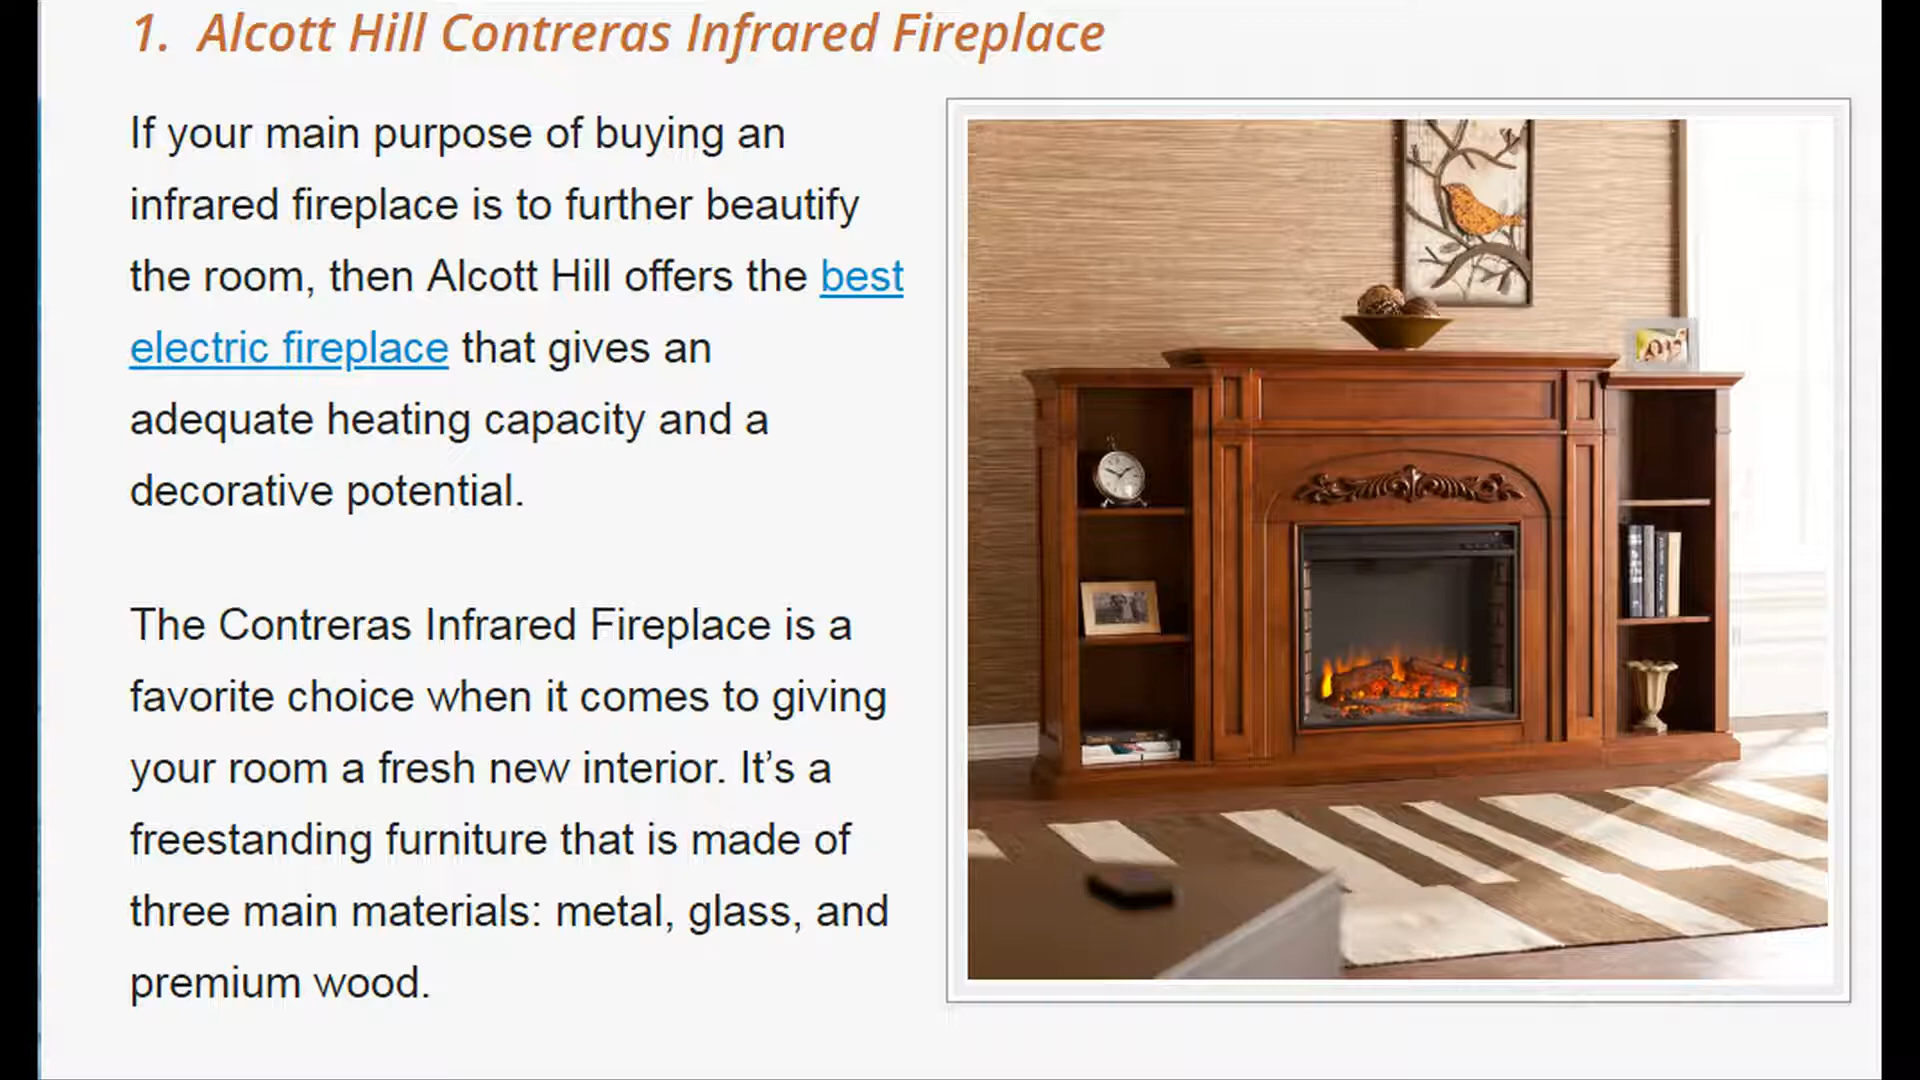 1. Alcott Hill Contreras Infrared Fireplace
If your main purpose of buying an
infrared fireplace is to further beautify
the room, then Alcott Hill offers the best
electric fireplace that gives an
adequate heating capacity and a
decorative potential.
The Contreras Infrared Fireplace is a
favorite choice when it comes to giving
your room a fresh new interior. It’s a
freestanding furniture that is made of
three main materials: metal, glass, and
premium wood.